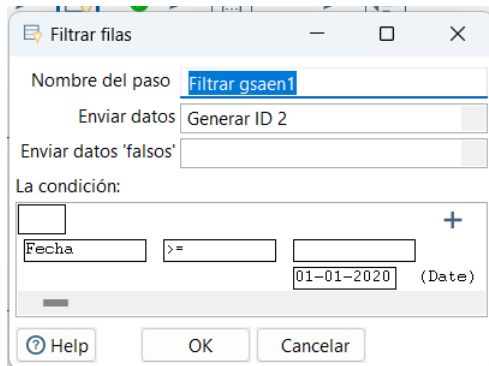 Filtrar filas
Nombre del paso Filtrar gsaen1
Enviar datos Generar ID 2
Enviar datos 'falsos'
La condición:
+
Fecha >=
01-01-2020 (Date)
Help OK Cancelar